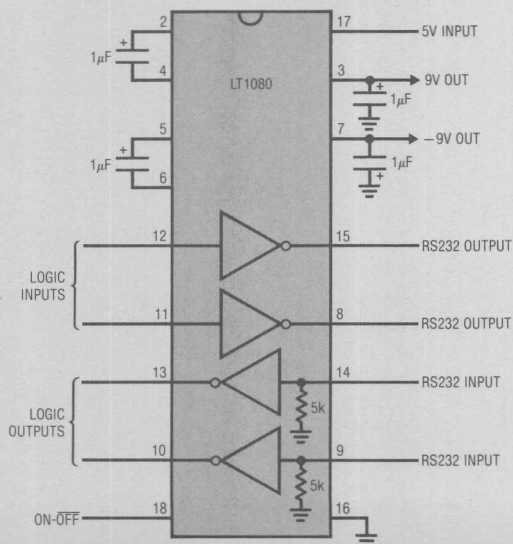 2
17
5V INPUT
+
1μF
4
LT1080
3
9V OUT
+
1μF
5
7
−9V OUT
+
1μF
6
1μF
+
12
15
RS232 OUTPUT
LOGIC
INPUTS
11
8
RS232 OUTPUT
13
14
RS232 INPUT
5k
LOGIC
OUTPUTS
10
9
RS232 INPUT
5k
ON-OFF
18
16